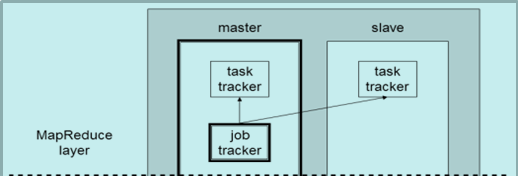 master
slave
task
tracker
task
tracker
MapReduce
layer
job
tracker